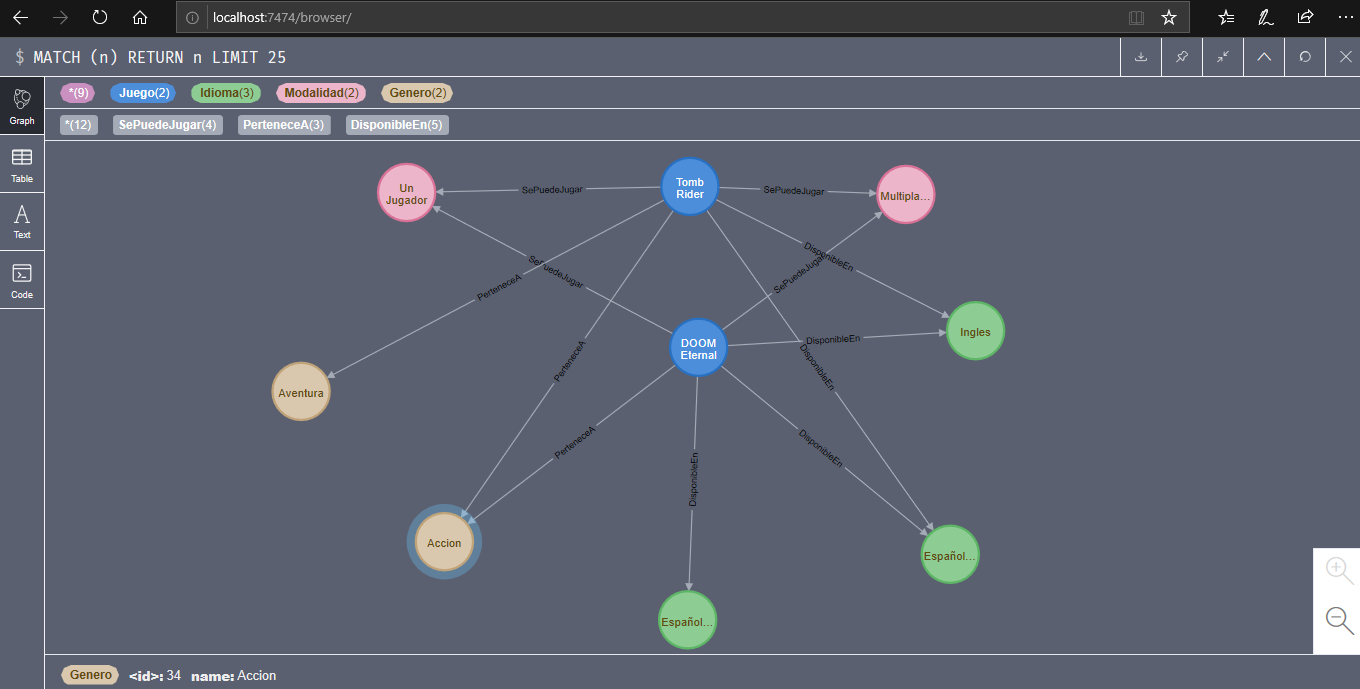 localhost:7474/browser/
$ MATCH (n) RETURN n LIMIT 25
*(9) Juego(2) Idioma(3) Modalidad(2) Genero(2)
*(12) SePuedeJugar(4) PerteneceA(3) DisponibleEn(5)
Graph
Table
Text
Code
Un
Jugador
SePuedeJugar
Tomb
Rider
SePuedeJugar
Multipla...
SePuedeJugar
PerteneceA
DisponibleEn
SePuedeJugar
DOOM
Eternal
DisponibleEn
Ingles
PerteneceA
DisponibleEn
Aventura
PerteneceA
DisponibleEn
DisponibleEn
Accion
Español...
Español...
Genero <id>: 34 name: Accion